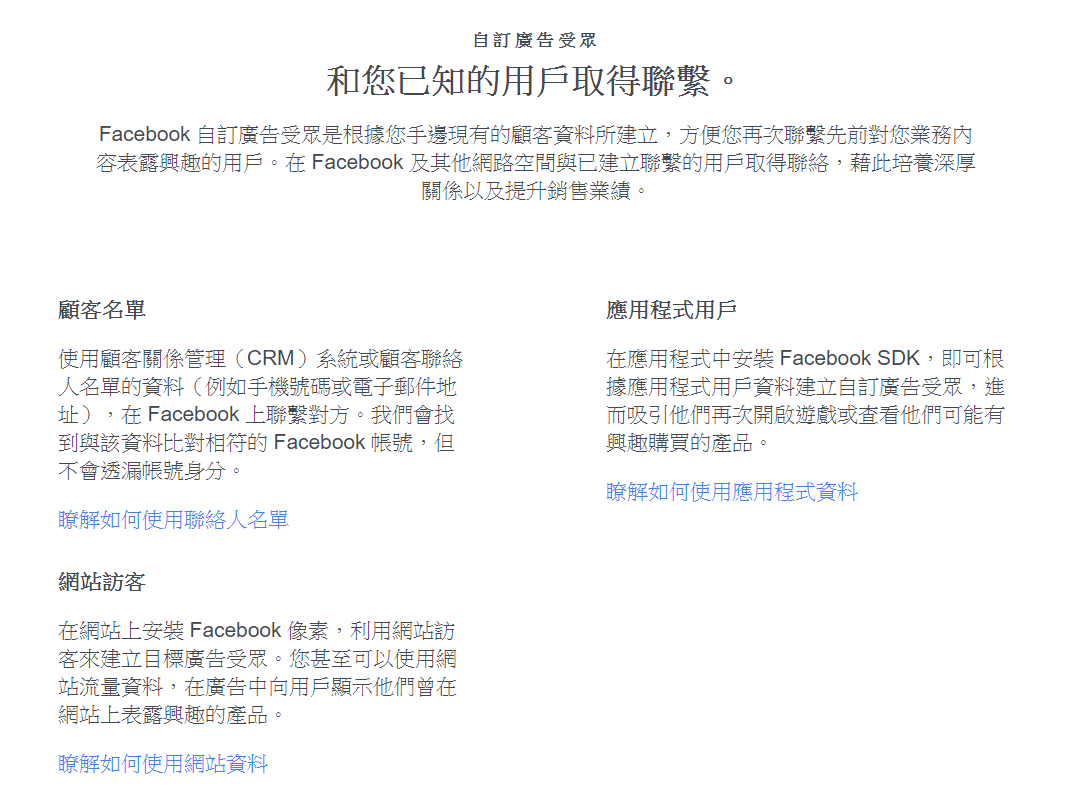 自訂廣告受眾
和您已知的用戶取得聯繫。
Facebook 自訂廣告受眾是根據您手邊現有的顧客資料所建立，方便您再次聯繫先前對您業務內
容表露興趣的用戶。在 Facebook 及其他網路空間與已建立聯繫的用戶取得聯絡，藉此培養深厚
關係以及提升銷售業績。
顧客名單
使用顧客關係管理（CRM）系統或顧客聯絡
人名單的資料（例如手機號碼或電子郵件地
址），在 Facebook 上聯繫對方。我們會找
到與該資料比對相符的 Facebook 帳號，但
不會透漏帳號身分。
瞭解如何使用聯絡人名單
網站訪客
在網站上安裝 Facebook 像素，利用網站訪
客來建立目標廣告受眾。您甚至可以使用網
站流量資料，在廣告中向用戶顯示他們曾在
網站上表露興趣的產品。
瞭解如何使用網站資料
應用程式用戶
在應用程式中安裝 Facebook SDK，即可根
據應用程式用戶資料建立自訂廣告受眾，進
而吸引他們再次開啟遊戲或查看他們可能有
興趣購買的產品。
瞭解如何使用應用程式資料